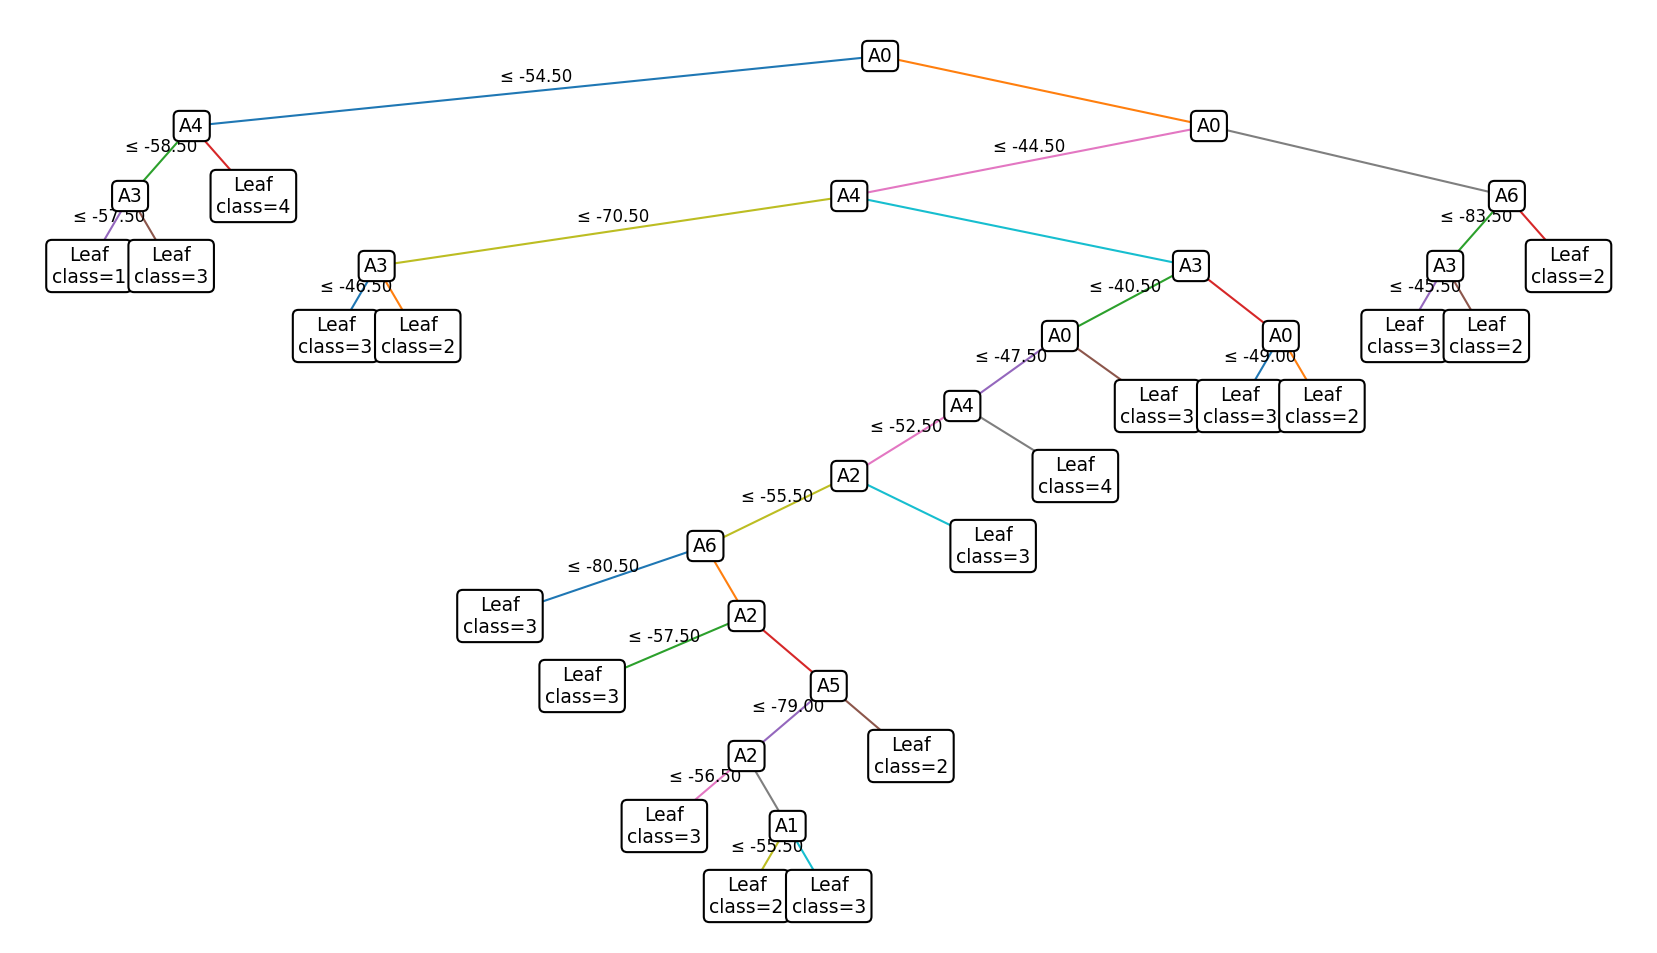 A0
≤ -54.50
A4
A0
≤ -58.50
≤ -44.50
A3
Leaf
class=4
A4
A6
≤ -57.50
≤ -70.50
≤ -83.50
Leaf
class=1
Leaf
class=3
A3
A3
A3
Leaf
class=2
≤ -46.50
≤ -40.50
≤ -45.50
Leaf
class=3
Leaf
class=2
A0
A0
Leaf
class=3
Leaf
class=2
≤ -47.50
≤ -49.00
A4
Leaf
class=3
Leaf
class=3
Leaf
class=2
≤ -52.50
A2
Leaf
class=4
≤ -55.50
A6
Leaf
class=3
≤ -80.50
Leaf
class=3
A2
≤ -57.50
Leaf
class=3
A5
≤ -79.00
A2
Leaf
class=2
≤ -56.50
Leaf
class=3
A1
≤ -55.50
Leaf
class=2
Leaf
class=3